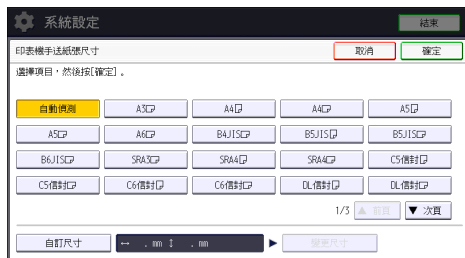 系統設定 結束
印表機手送紙張尺寸 取消 確定
選擇項目，然後按[確定]。
自動偵測 A3 A4 A4 A5
A5 A6 B4JIS B5JIS B5JIS
B6JIS SRA3 SRA4 SRA4 C5信封
C5信封 C6信封 C6信封 DL信封 DL信封
1/3 ▲ 前頁 ▼ 次頁
自訂尺寸 ↔ . mm ↕ . mm ▶ 變更尺寸